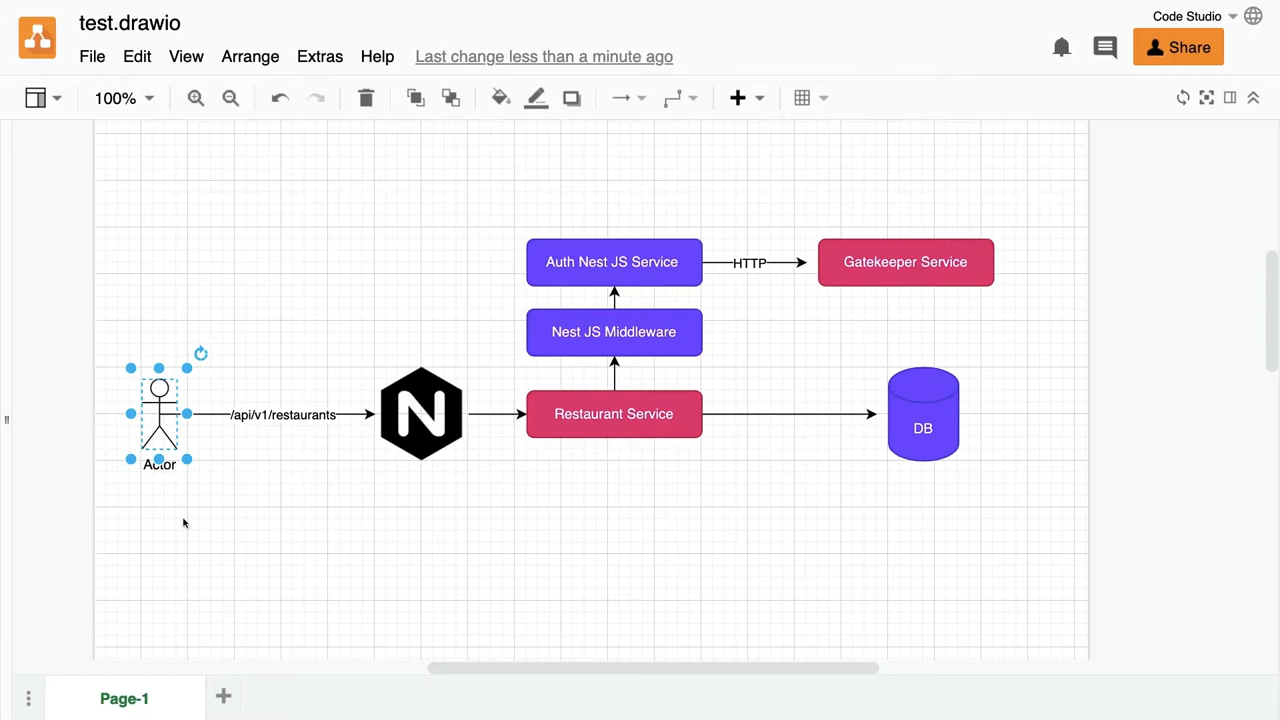 test.drawio
Code Studio
File Edit View Arrange Extras Help Last change less than a minute ago
Share
100%
Auth Nest JS Service
HTTP
Gatekeeper Service
Nest JS Middleware
/api/v1/restaurants
N
Restaurant Service
DB
Actor
Page-1